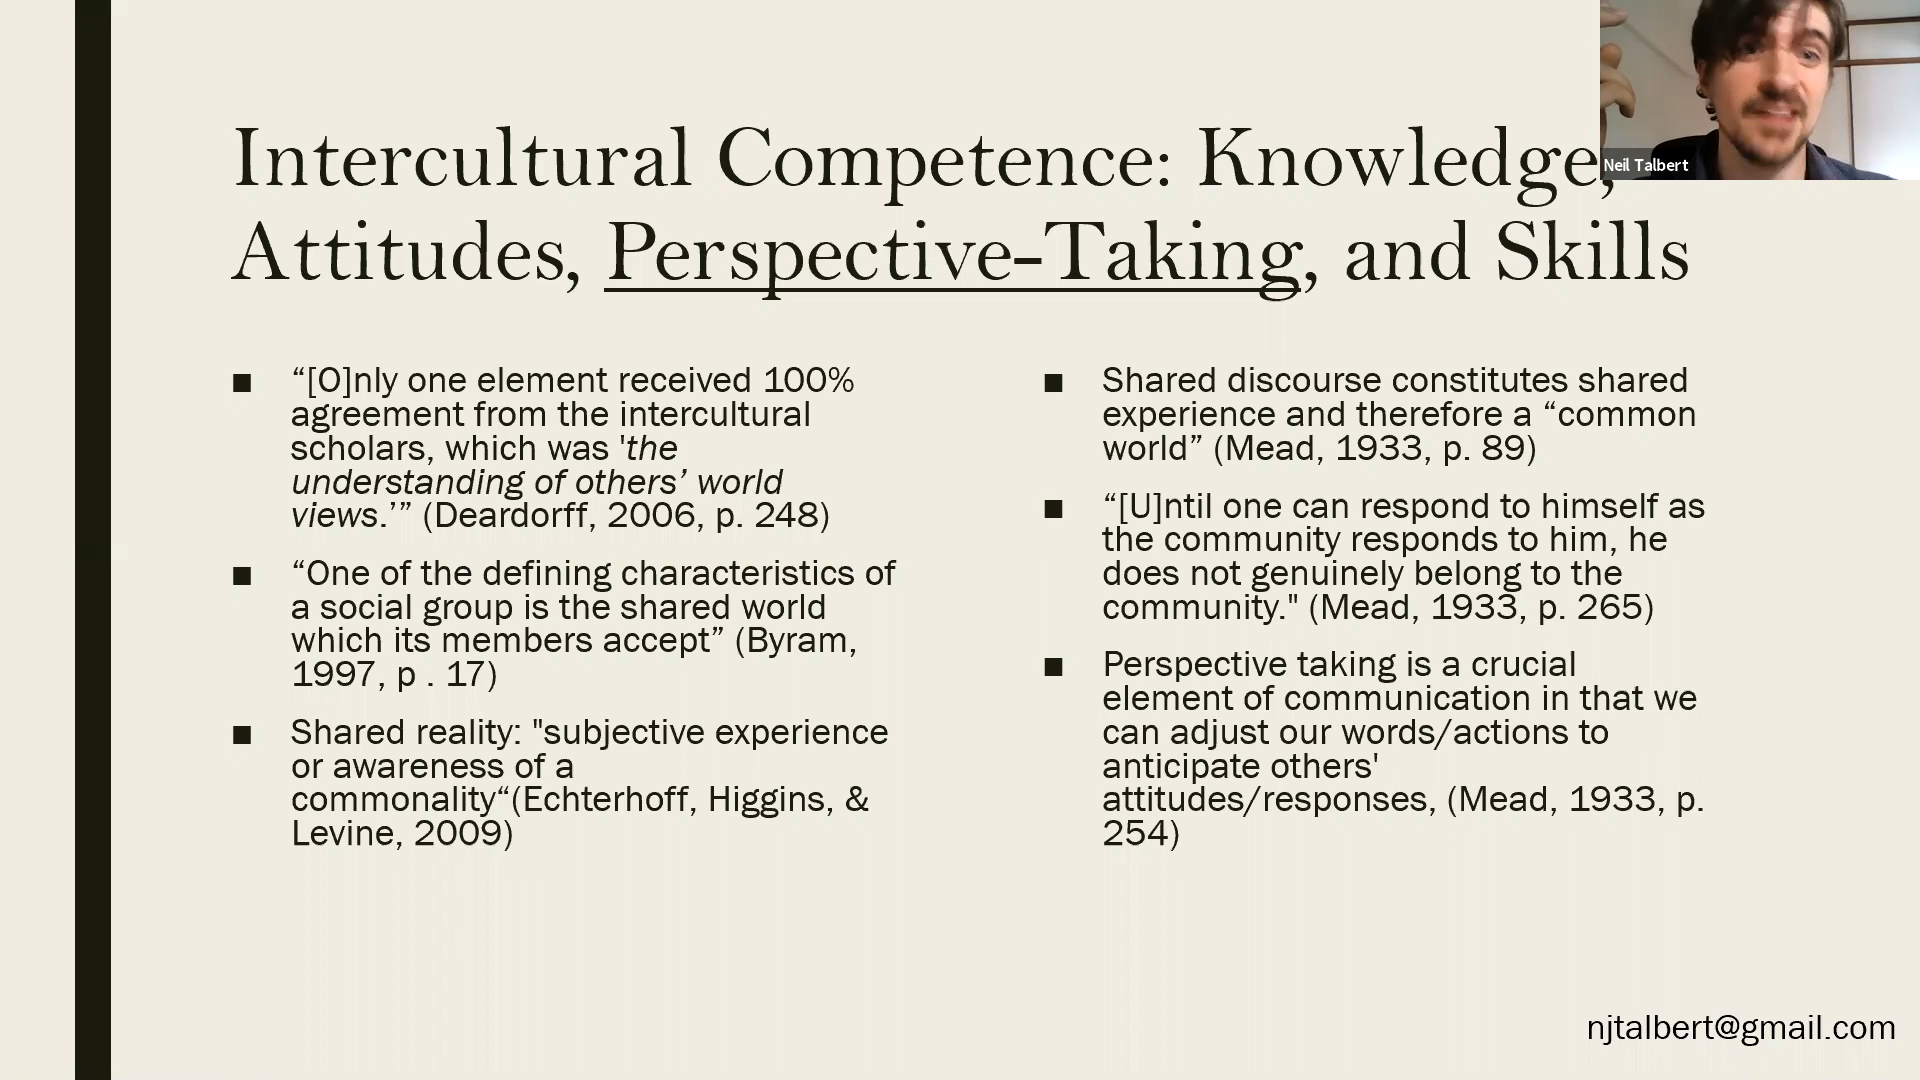 Intercultural Competence: Knowledge,
Attitudes, Perspective-Taking, and Skills
Neil Talbert
■ “[O]nly one element received 100%
agreement from the intercultural
scholars, which was 'the
understanding of others’ world
views.’” (Deardorff, 2006, p. 248)
■ “One of the defining characteristics of
a social group is the shared world
which its members accept” (Byram,
1997, p . 17)
■ Shared reality: "subjective experience
or awareness of a
commonality“(Echterhoff, Higgins, &
Levine, 2009)
■ Shared discourse constitutes shared
experience and therefore a “common
world” (Mead, 1933, p. 89)
■ “[U]ntil one can respond to himself as
the community responds to him, he
does not genuinely belong to the
community." (Mead, 1933, p. 265)
■ Perspective taking is a crucial
element of communication in that we
can adjust our words/actions to
anticipate others'
attitudes/responses, (Mead, 1933, p.
254)
njtalbert@gmail.com